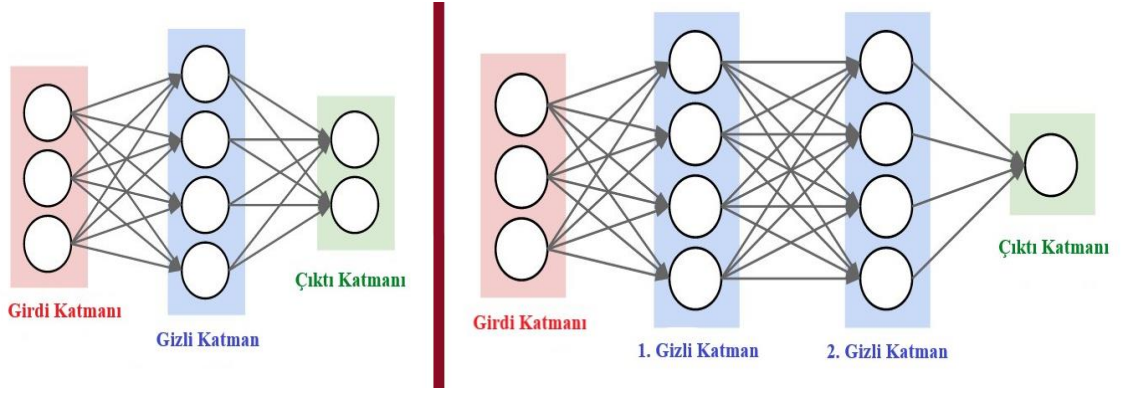 Girdi Katmanı
Gizli Katman
Çıktı Katmanı
Girdi Katmanı
1. Gizli Katman
2. Gizli Katman
Çıktı Katmanı